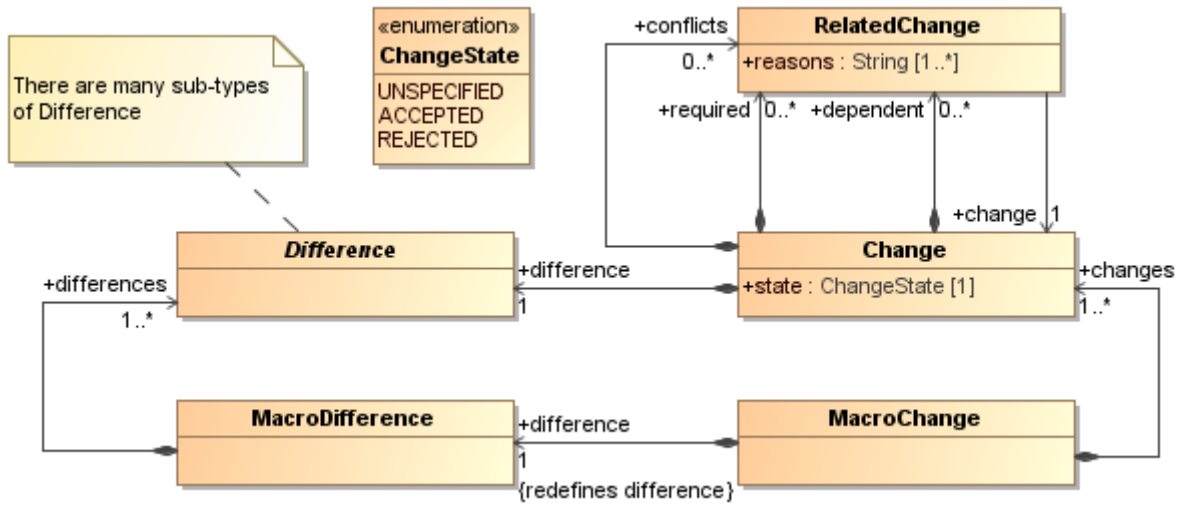 There are many sub-types
of Difference
«enumeration»
ChangeState
UNSPECIFIED
ACCEPTED
REJECTED
+conflicts
0..*
RelatedChange
+reasons : String [1..*]
+required 0..*
+dependent 0..*
+change 1
Difference
+difference
1
Change
+state : ChangeState [1]
+differences
1..*
+changes
1..*
MacroDifference
+difference
1
{redefines difference}
MacroChange